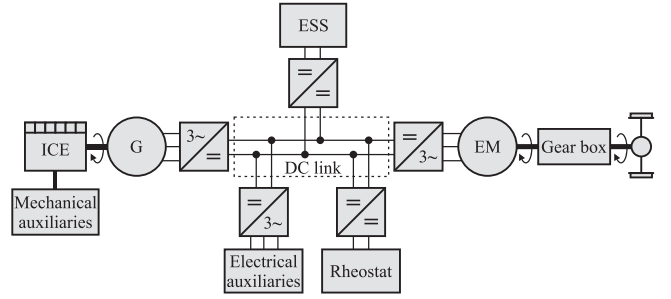 ESS
=
=
ICE
G
3~
=
DC link
=
3~
EM
Gear box
Mechanical
auxiliaries
=
3~
=
=
Electrical
auxiliaries
Rheostat